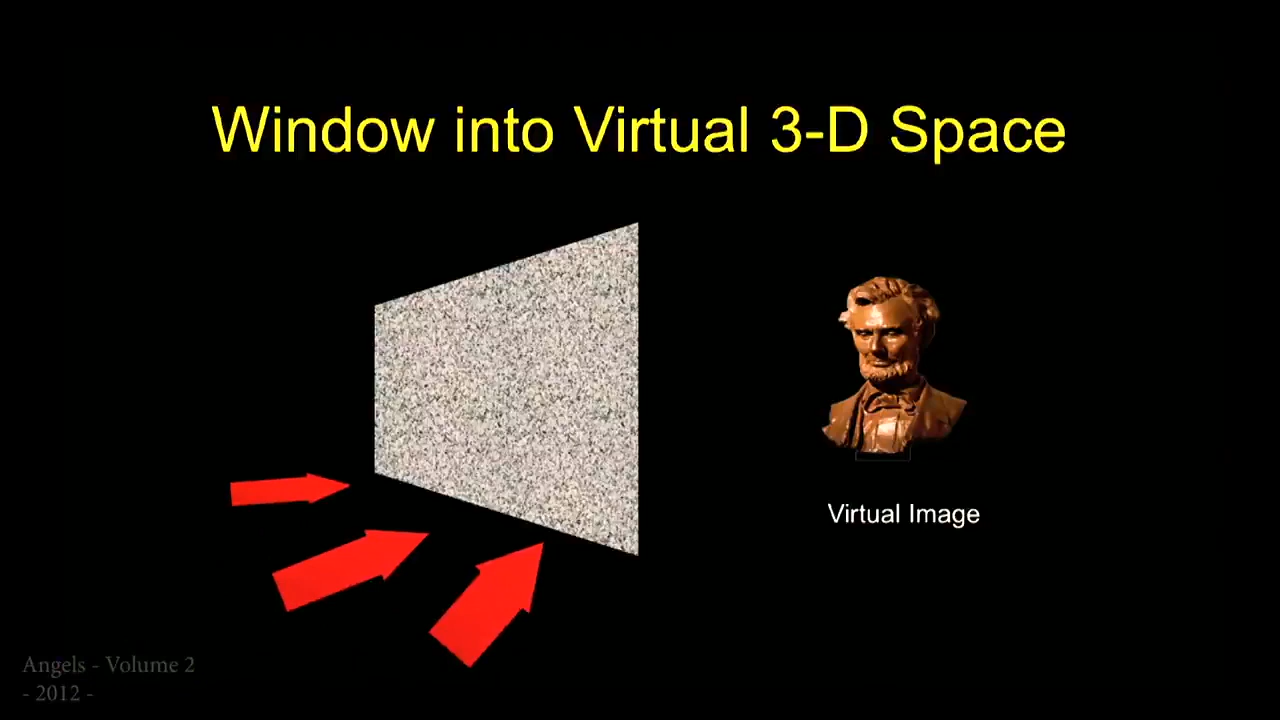 Window into Virtual 3-D Space
Virtual Image
Angels - Volume 2
- 2012 -